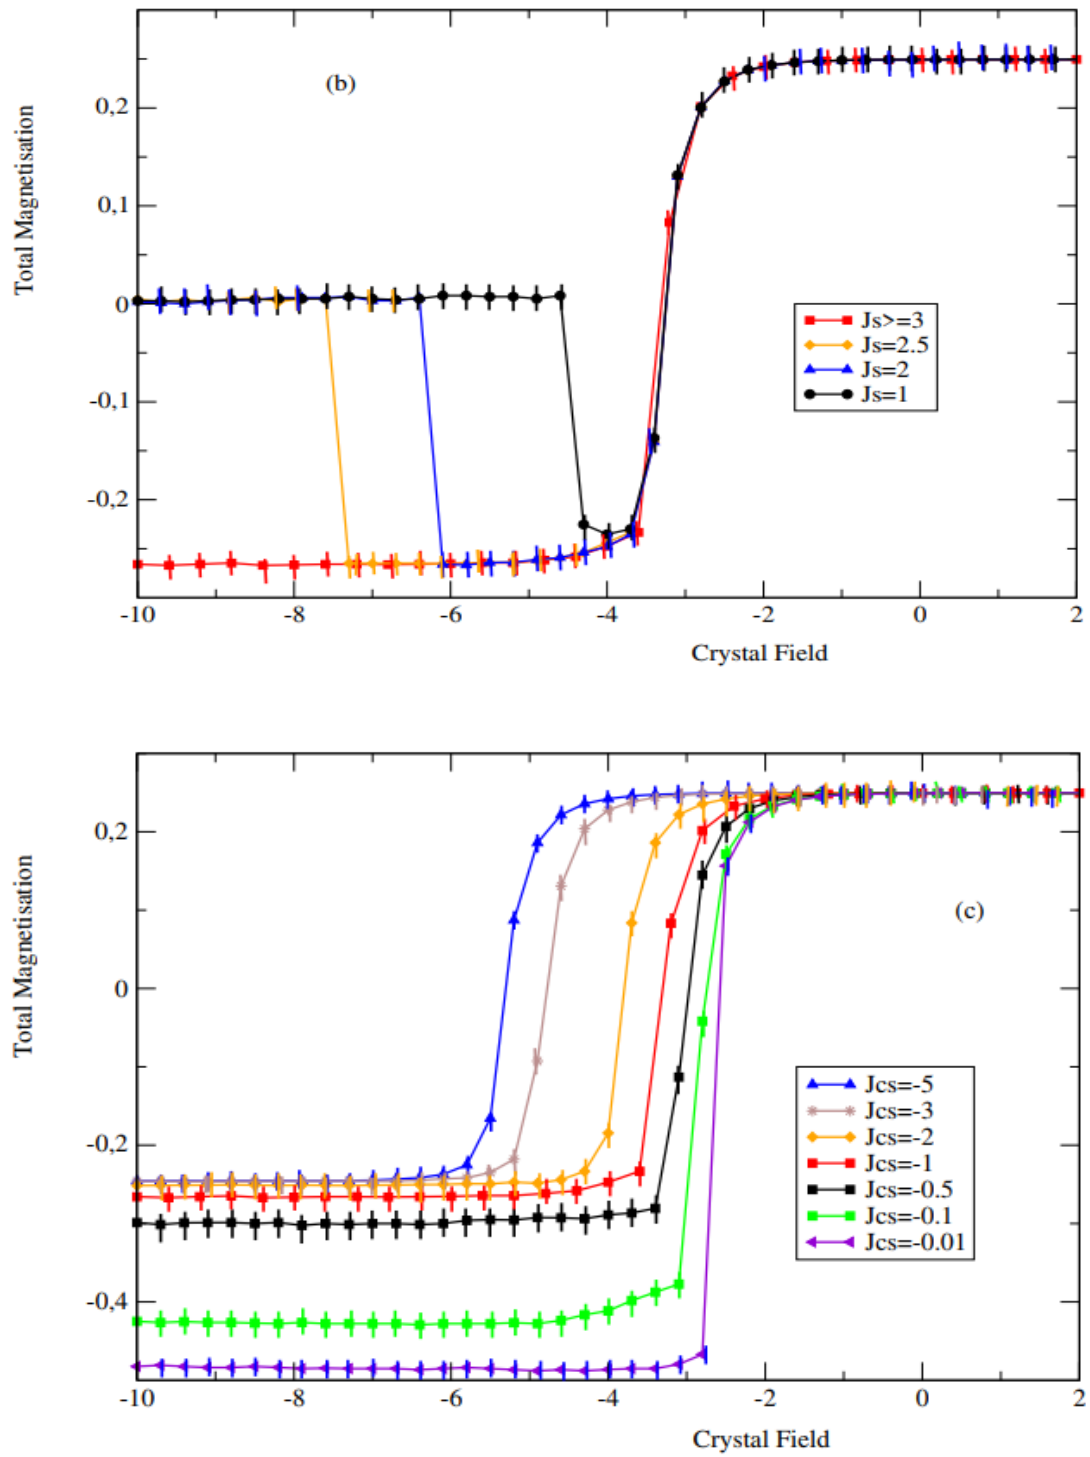 (b)
Total Magnetisation
0,2
0,1
0
-0,1
-0,2
-10 -8 -6 -4 -2 0 2
Crystal Field
Js>=3
Js=2.5
Js=2
Js=1
(c)
Total Magnetisation
0,2
0
-0,2
-0,4
-10 -8 -6 -4 -2 0 2
Crystal Field
Jcs=-5
Jcs=-3
Jcs=-2
Jcs=-1
Jcs=-0.5
Jcs=-0.1
Jcs=-0.01